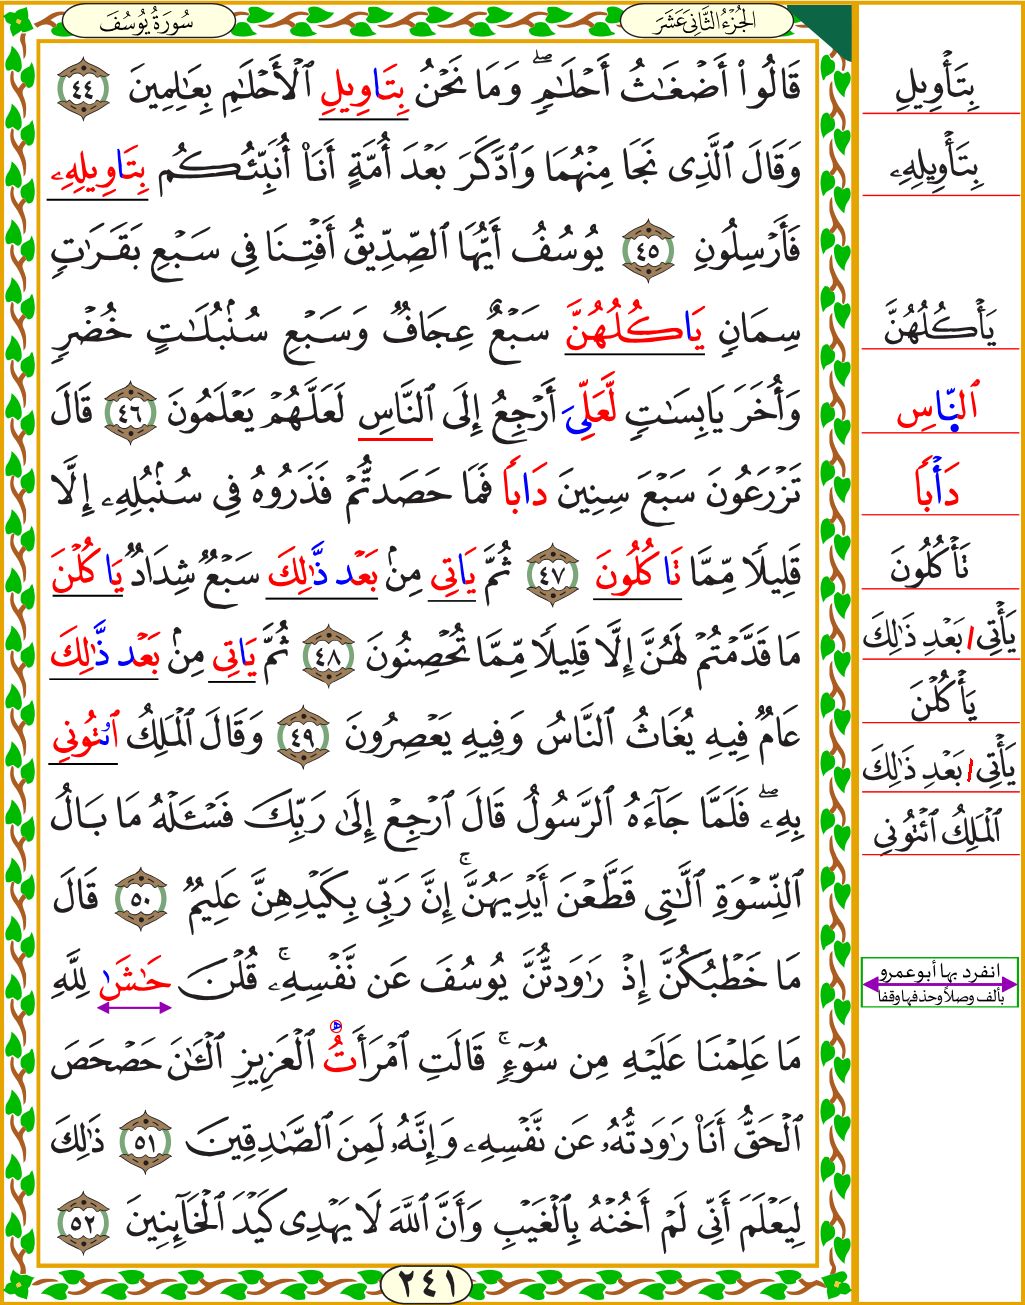 الجُزْءُ الثَّانِىَ عَشَرَ
سُورَةُ يُوسُفَ
قَالُوٓا۟ أَضْغَـٰثُ أَحْلَـٰمٍۖ وَمَا نَحْنُ بِتَاوِيلِ ٱلْأَحْلَـٰمِ بِعَـٰلِمِينَ ٤٤
وَقَالَ ٱلَّذِى نَجَا مِنْهُمَا وَٱدَّكَرَ بَعْدَ أُمَّةٍ أَنَا۠ أُنَبِّئُكُم بِتَاوِيلِهِۦ
فَأَرْسِلُونِ ٤٥ يُوسُفُ أَيُّهَا ٱلصِّدِّيقُ أَفْتِنَا فِى سَبْعِ بَقَرَٰتٍ
سِمَانٍ يَاكُلُهُنَّ سَبْعٌ عِجَافٌ وَسَبْعِ سُنۢبُلَـٰتٍ خُضْرٍ
وَأُخَرَ يَابِسَـٰتٍ لَّعَلِّىَ أَرْجِعُ إِلَى ٱلنَّاسِ لَعَلَّهُمْ يَعْلَمُونَ ٤٦ قَالَ
تَزْرَعُونَ سَبْعَ سِنِينَ دَابًا فَمَا حَصَدتُّمْ فَذَرُوهُ فِى سُنۢبُلِهِۦٓ إِلَّا
قَلِيلًا مِّمَّا تَاكُلُونَ ٤٧ ثُمَّ يَاتِى مِنۢ بَعْد ذَّٰلِكَ سَبْعٌ شِدَادٌ يَاكُلْنَ
مَا قَدَّمْتُمْ لَهُنَّ إِلَّا قَلِيلًا مِّمَّا تُحْصِنُونَ ٤٨ ثُمَّ يَاتِى مِنۢ بَعْد ذَّٰلِكَ
عَامٌ فِيهِ يُغَاثُ ٱلنَّاسُ وَفِيهِ يَعْصِرُونَ ٤٩ وَقَالَ ٱلْمَلِكُ ٱئتُونِى
بِهِۦۖ فَلَمَّا جَآءَهُ ٱلرَّسُولُ قَالَ ٱرْجِعْ إِلَىٰ رَبِّكَ فَسْـَٔلْهُ مَا بَالُ
ٱلنِّسْوَةِ ٱلَّـٰتِى قَطَّعْنَ أَيْدِيَهُنَّۚ إِنَّ رَبِّى بِكَيْدِهِنَّ عَلِيمٌ ٥٠ قَالَ
مَا خَطْبُكُنَّ إِذْ رَٰوَدتُّنَّ يُوسُفَ عَن نَّفْسِهِۦۚ قُلْنَ حَـٰشَىٰ لِلَّهِ
مَا عَلِمْنَا عَلَيْهِ مِن سُوٓءٍۚ قَالَتِ ٱمْرَأَتُ ٱلْعَزِيزِ ٱلْـَٔـٰنَ حَصْحَصَ
ٱلْحَقُّ أَنَا۠ رَٰوَدتُّهُۥ عَن نَّفْسِهِۦ وَإِنَّهُۥ لَمِنَ ٱلصَّـٰدِقِينَ ٥١ ذَٰلِكَ
لِيَعْلَمَ أَنِّى لَمْ أَخُنْهُ بِٱلْغَيْبِ وَأَنَّ ٱللَّهَ لَا يَهْدِى كَيْدَ ٱلْخَآئِنِينَ ٥٢
٢٤١
بِتَأْوِيلِ
بِتَأْوِيلِهِۦ
يَأْكُلُهُنَّ
ٱلنَّاسِ
دَأْبًا
تَأْكُلُونَ
يَأْتِى / بَعْدِ ذَٰلِكَ
يَأْكُلْنَ
يَأْتِى / بَعْدِ ذَٰلِكَ
ٱلْمَلِكُ ٱئْتُونِى
انفرد بها أبو عمرو
بألف وصلاً وحذفها وقفا